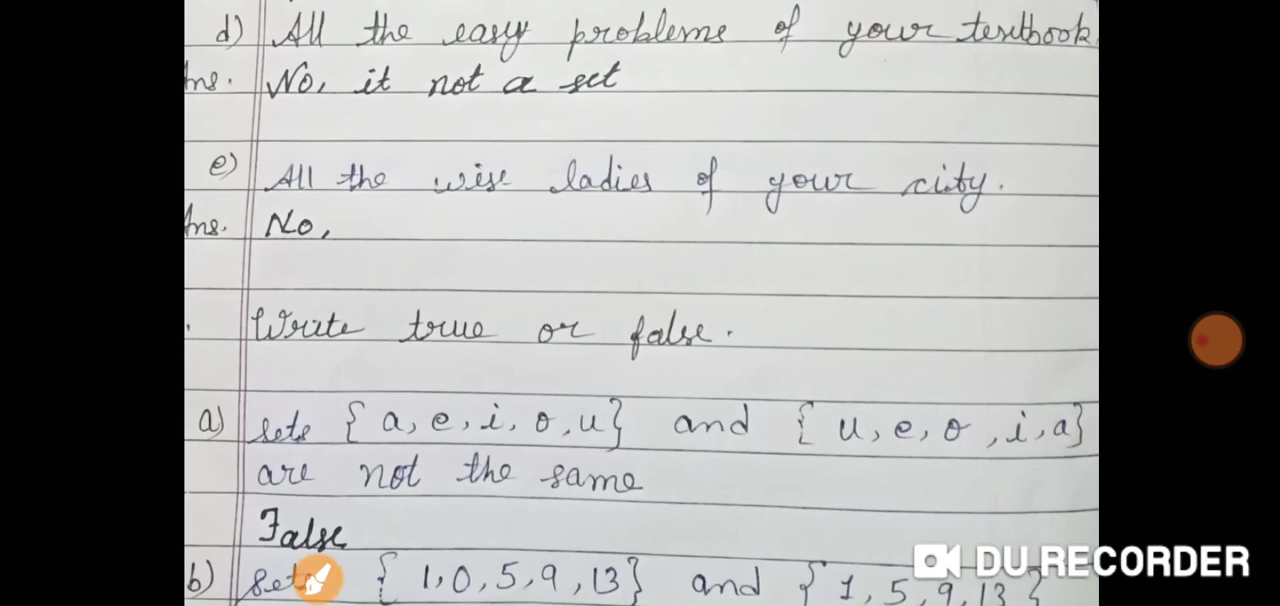 d) All the easy problems of your textbook.
Ans. No, it not a set
e) All the wise ladies of your city.
Ans. No,
Write true or false.
a) sets {a, e, i, o, u} and {u, e, o, i, a}
are not the same
False
b) sets {1, 0, 5, 9, 13} and {1, 5, 9, 13}
DU RECORDER